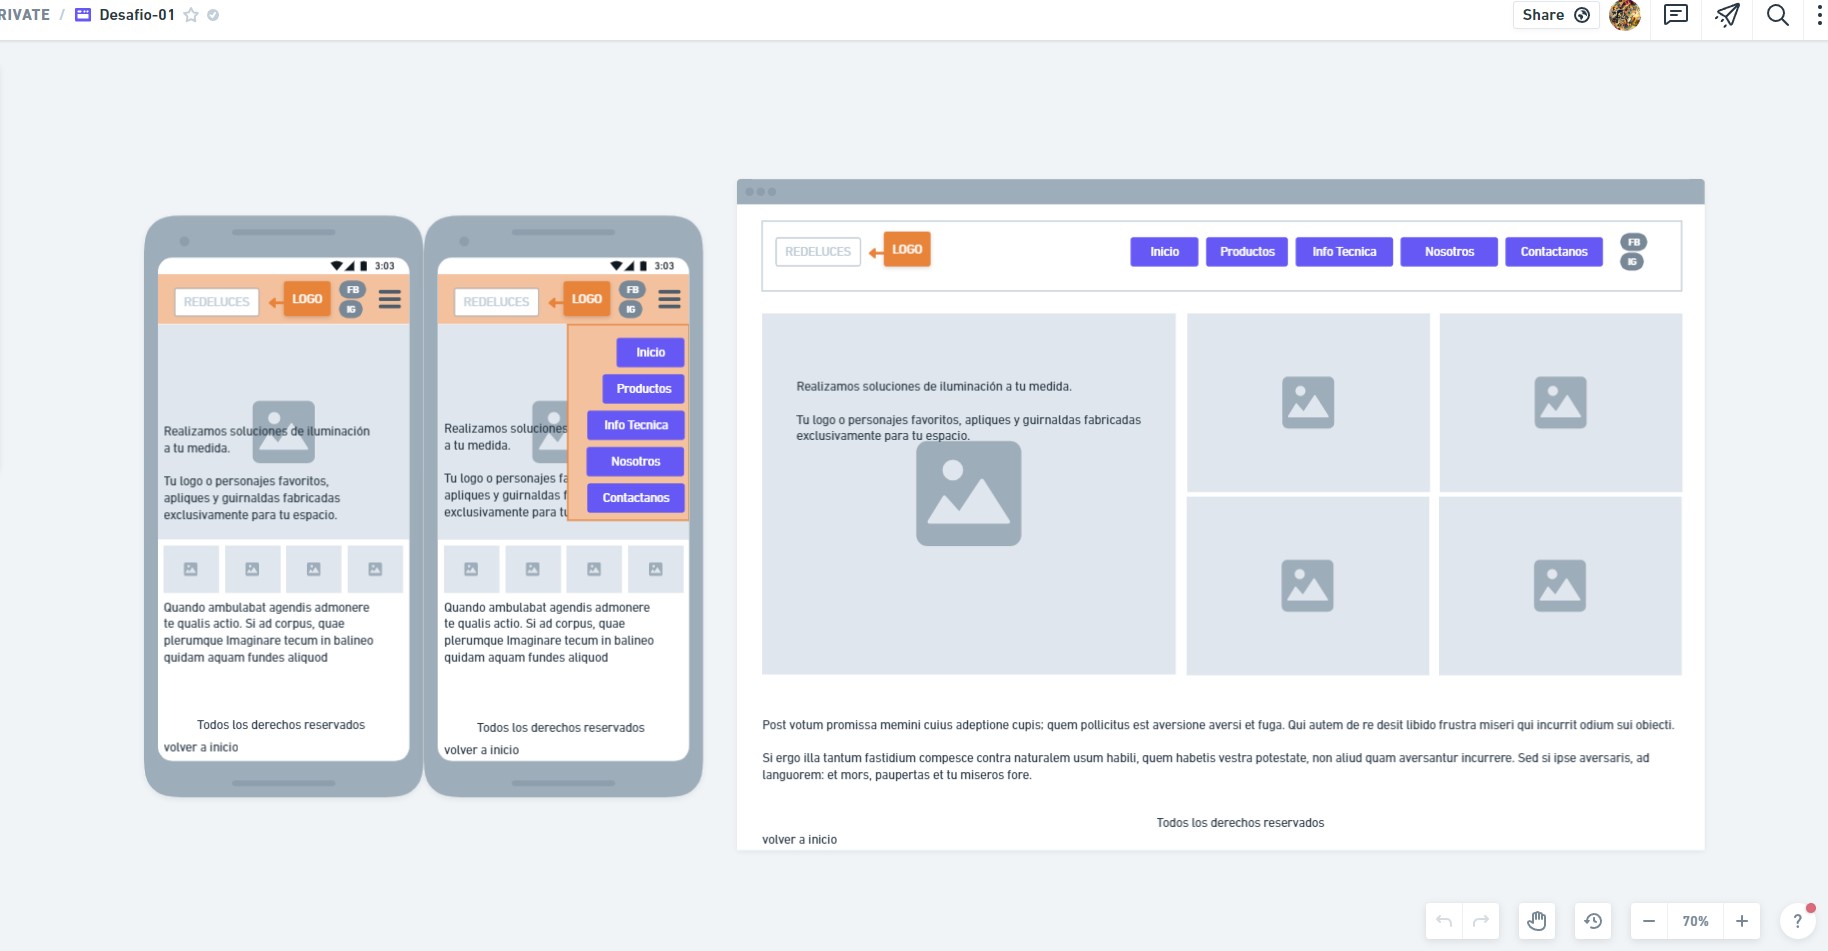 RIVATE / Desafio-01
Share
3:03
REDELUCES
LOGO
FB
IG
Realizamos soluciones de iluminación
a tu medida.
Tu logo o personajes favoritos,
apliques y guirnaldas fabricadas
exclusivamente para tu espacio.
Quando ambulabat agendis admonere
te qualis actio. Si ad corpus, quae
plerumque Imaginare tecum in balineo
quidam aquam fundes aliquod
Todos los derechos reservados
volver a inicio
3:03
REDELUCES
LOGO
FB
IG
Inicio
Productos
Info Tecnica
Nosotros
Contactanos
Realizamos soluciones
a tu medida.
Tu logo o personajes fa
apliques y guirnaldas f
exclusivamente para tu
Quando ambulabat agendis admonere
te qualis actio. Si ad corpus, quae
plerumque Imaginare tecum in balineo
quidam aquam fundes aliquod
Todos los derechos reservados
volver a inicio
REDELUCES
LOGO
Inicio Productos Info Tecnica Nosotros Contactanos
FB
IG
Realizamos soluciones de iluminación a tu medida.
Tu logo o personajes favoritos, apliques y guirnaldas fabricadas
exclusivamente para tu espacio.
Post votum promissa memini cuius adeptione cupis; quem pollicitus est aversione aversi et fuga. Qui autem de re desit libido frustra miseri qui incurrit odium sui obiecti.
Si ergo illa tantum fastidium compesce contra naturalem usum habili, quem habetis vestra potestate, non aliud quam aversantur incurrere. Sed si ipse aversaris, ad
languorem: et mors, paupertas et tu miseros fore.
Todos los derechos reservados
volver a inicio
70%
?